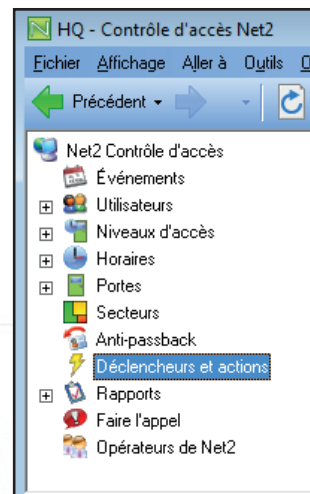 HQ - Contrôle d'accès Net2
Fichier Affichage Aller à Outils O
Précédent
Net2 Contrôle d'accès
Événements
Utilisateurs
Niveaux d'accès
Horaires
Portes
Secteurs
Anti-passback
Déclencheurs et actions
Rapports
Faire l'appel
Opérateurs de Net2